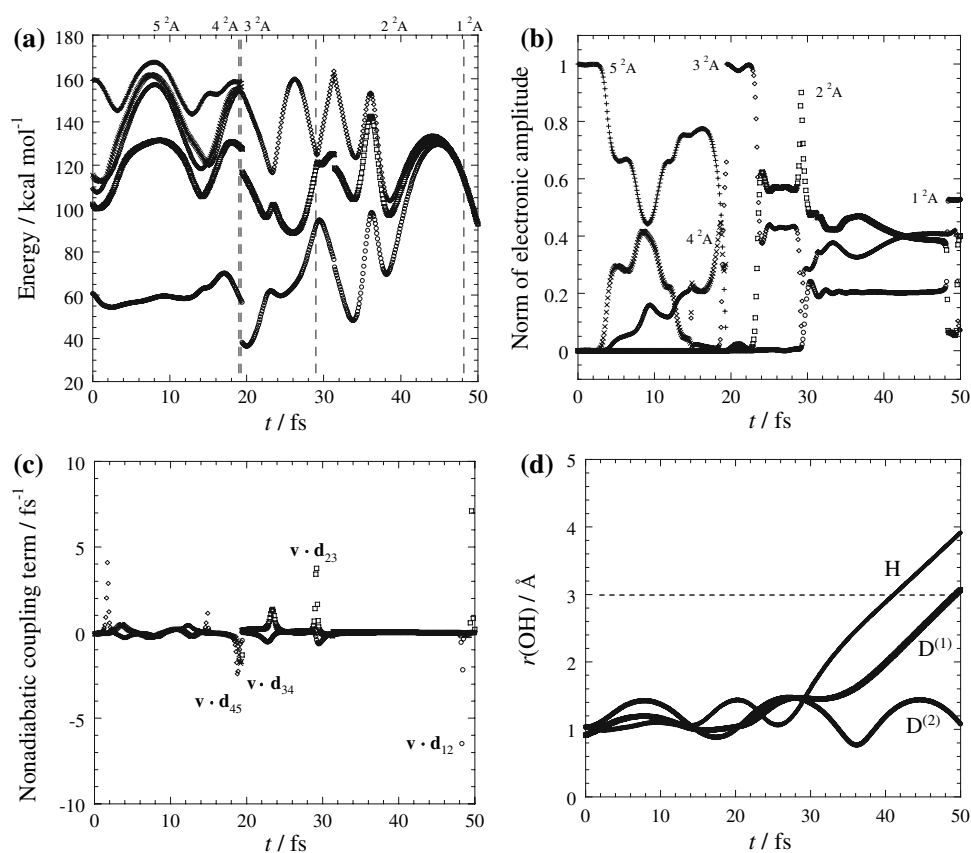 (a)
5 ²A 4 ²A 3 ²A 2 ²A 1 ²A
Energy / kcal mol⁻¹
180
160
140
120
100
80
60
40
20
0 10 20 30 40 50
t / fs
(b)
Norm of electronic amplitude
1
0.8
0.6
0.4
0.2
0
5 ²A
3 ²A
2 ²A
4 ²A
1 ²A
0 10 20 30 40 50
t / fs
(c)
Nonadiabatic coupling term / fs⁻¹
10
5
0
-5
-10
v · d₂₃
v · d₄₅
v · d₃₄
v · d₁₂
0 10 20 30 40 50
t / fs
(d)
r(OH) / Å
5
4
3
2
1
0
H
D⁽¹⁾
D⁽²⁾
0 10 20 30 40 50
t / fs